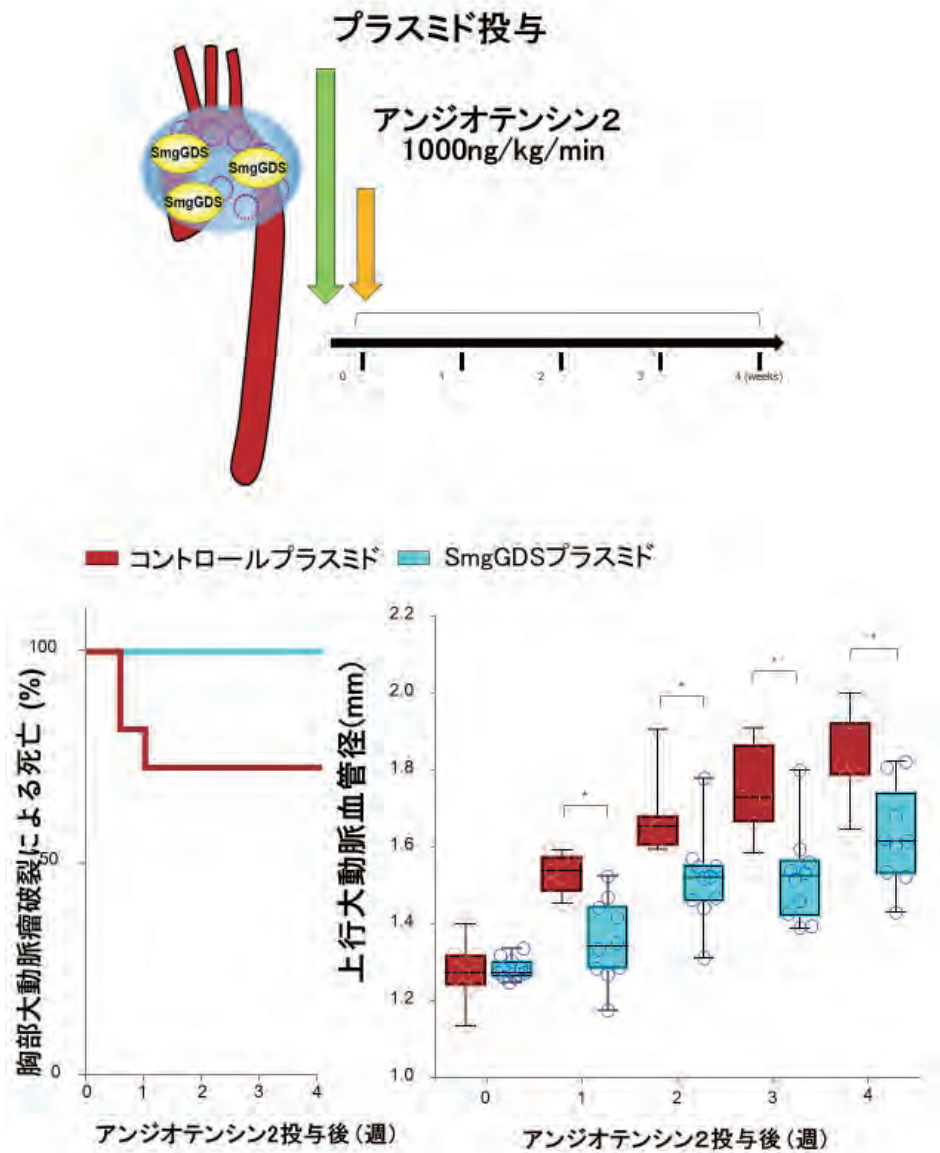 プラスミド投与
アンジオテンシン2
1000ng/kg/min
SmgGDS
SmgGDS
SmgGDS
0 1 2 3 4 (weeks)
コントロールプラスミド SmgGDSプラスミド
胸部大動脈瘤破裂による死亡 (%)
100
50
0
0 1 2 3 4
アンジオテンシン2投与後 (週)
上行大動脈血管径(mm)
2.2
2.0
1.8
1.6
1.4
1.2
1.0
* * * * *
0 1 2 3 4
アンジオテンシン2投与後 (週)